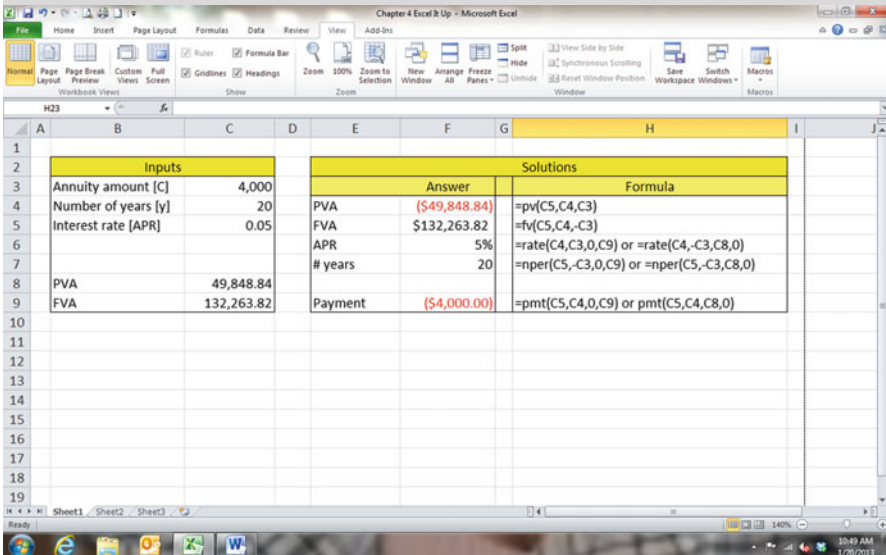 Chapter 4 Excel It Up - Microsoft Excel
File Home Insert Page Layout Formulas Data Review View Add-Ins
Normal Page Layout Page Break Preview Custom Views Full Screen
Workbook Views
Ruler Formula Bar
Gridlines Headings
Show
Zoom 100% Zoom to Selection
Zoom
New Window Arrange All Freeze Panes
Split
Hide
Unhide
View Side by Side
Synchronous Scrolling
Reset Window Position
Window
Save Workspace Switch Windows
Macros
Macros
H23 fx
A B C D E F G H I J
1
2 Inputs Solutions
3 Annuity amount [C] 4,000 Answer Formula
4 Number of years [y] 20 PVA ($49,848.84) =pv(C5,C4,C3)
5 Interest rate [APR] 0.05 FVA $132,263.82 =fv(C5,C4,-C3)
6 APR 5% =rate(C4,C3,0,C9) or =rate(C4,-C3,C8,0)
7 # years 20 =nper(C5,-C3,0,C9) or =nper(C5,-C3,C8,0)
8 PVA 49,848.84
9 FVA 132,263.82 Payment ($4,000.00) =pmt(C5,C4,0,C9) or pmt(C5,C4,C8,0)
10
11
12
13
14
15
16
17
18
19
Sheet1 Sheet2 Sheet3
Ready 140%
10:49 AM
1/20/2013